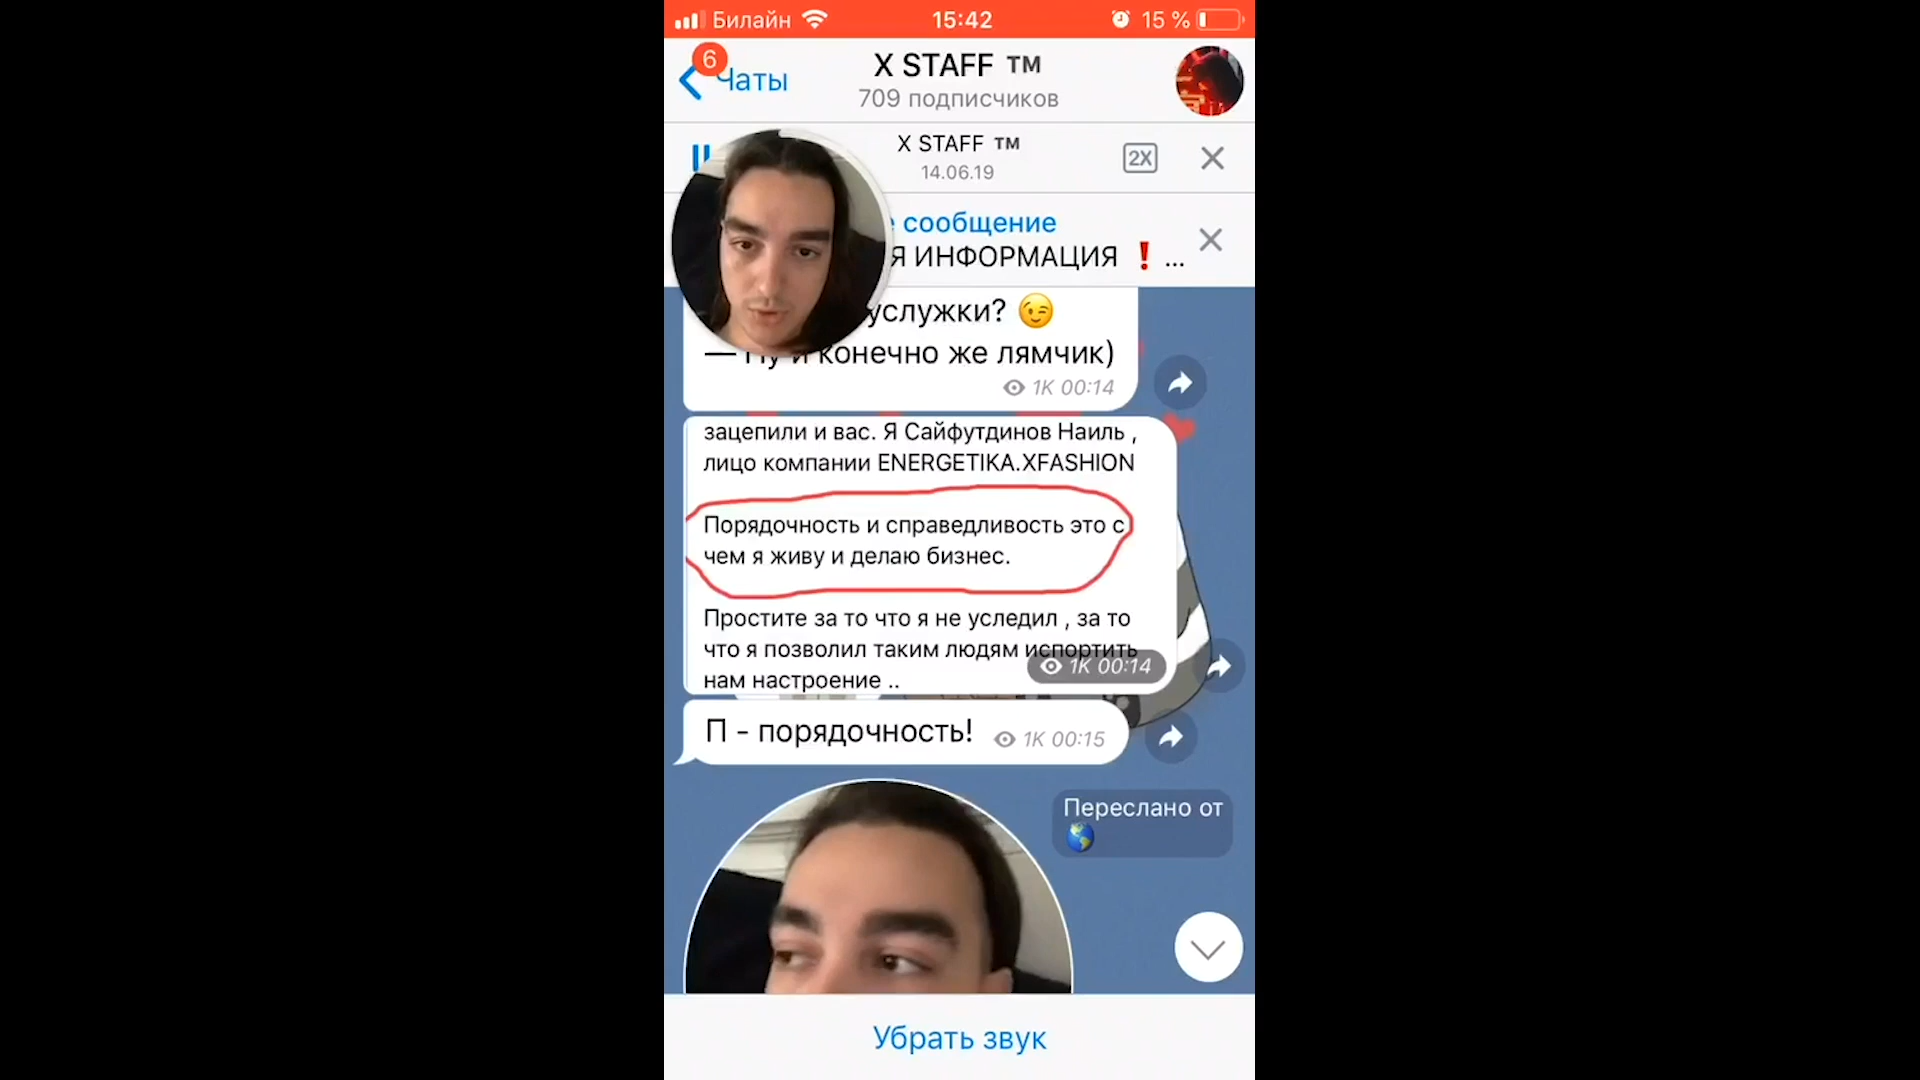 Билайн 15:42 15 %
6
Чаты
X STAFF ™
709 подписчиков
X STAFF ™
14.06.19
2X
сообщение
Я ИНФОРМАЦИЯ ❗ ...
услужки? 😉
— Ну и конечно же лямчик)
1K 00:14
зацепили и вас. Я Сайфутдинов Наиль ,
лицо компании ENERGETIKA.XFASHION
Порядочность и справедливость это с
чем я живу и делаю бизнес.
Простите за то что я не уследил , за то
что я позволил таким людям испортить
нам настроение ..
1K 00:14
П - порядочность!
1K 00:15
Переслано от
🌎
Убрать звук